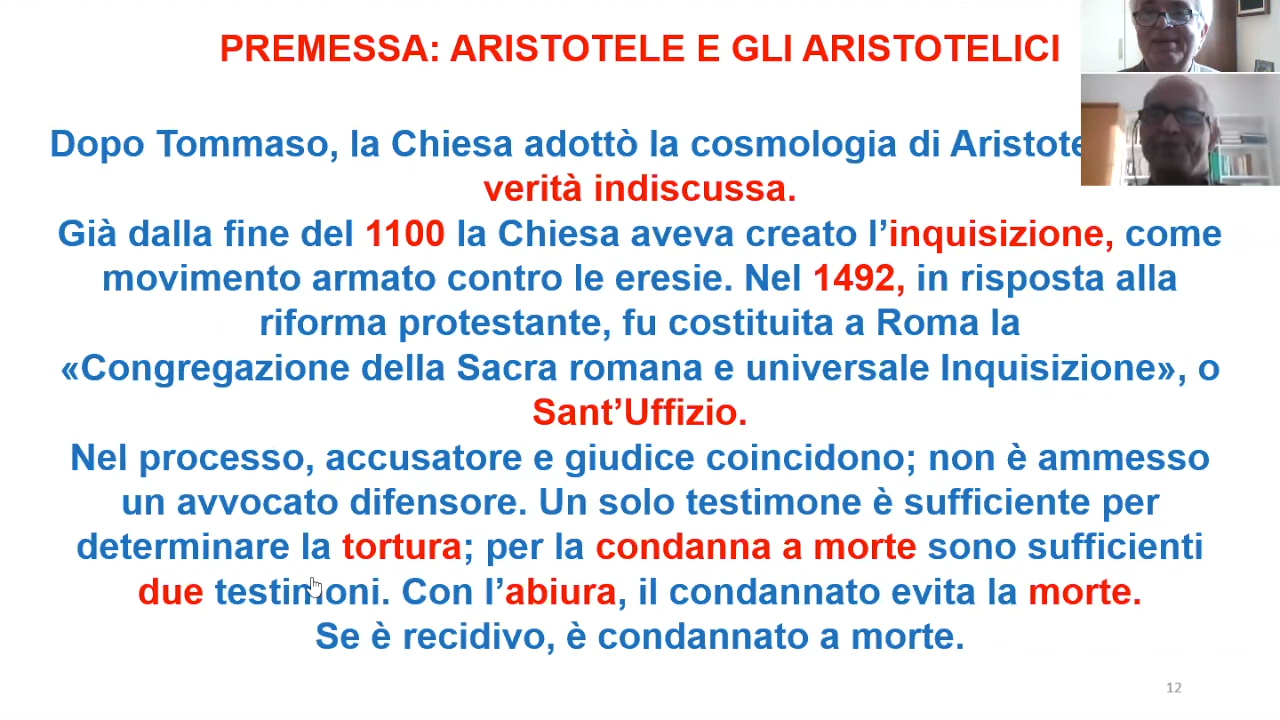 PREMESSA: ARISTOTELE E GLI ARISTOTELICI
Dopo Tommaso, la Chiesa adottò la cosmologia di
verità indiscussa.
Già dalla fine del 1100 la Chiesa aveva creato l’inquisizione, come
movimento armato contro le eresie. Nel 1492, in risposta alla
riforma protestante, fu costituita a Roma la
«Congregazione della Sacra romana e universale Inquisizione», o
Sant’Uffizio.
Nel processo, accusatore e giudice coincidono; non è ammesso
un avvocato difensore. Un solo testimone è sufficiente per
determinare la tortura; per la condanna a morte sono sufficienti
due testimoni. Con l’abiura, il condannato evita la morte.
Se è recidivo, è condannato a morte.
12